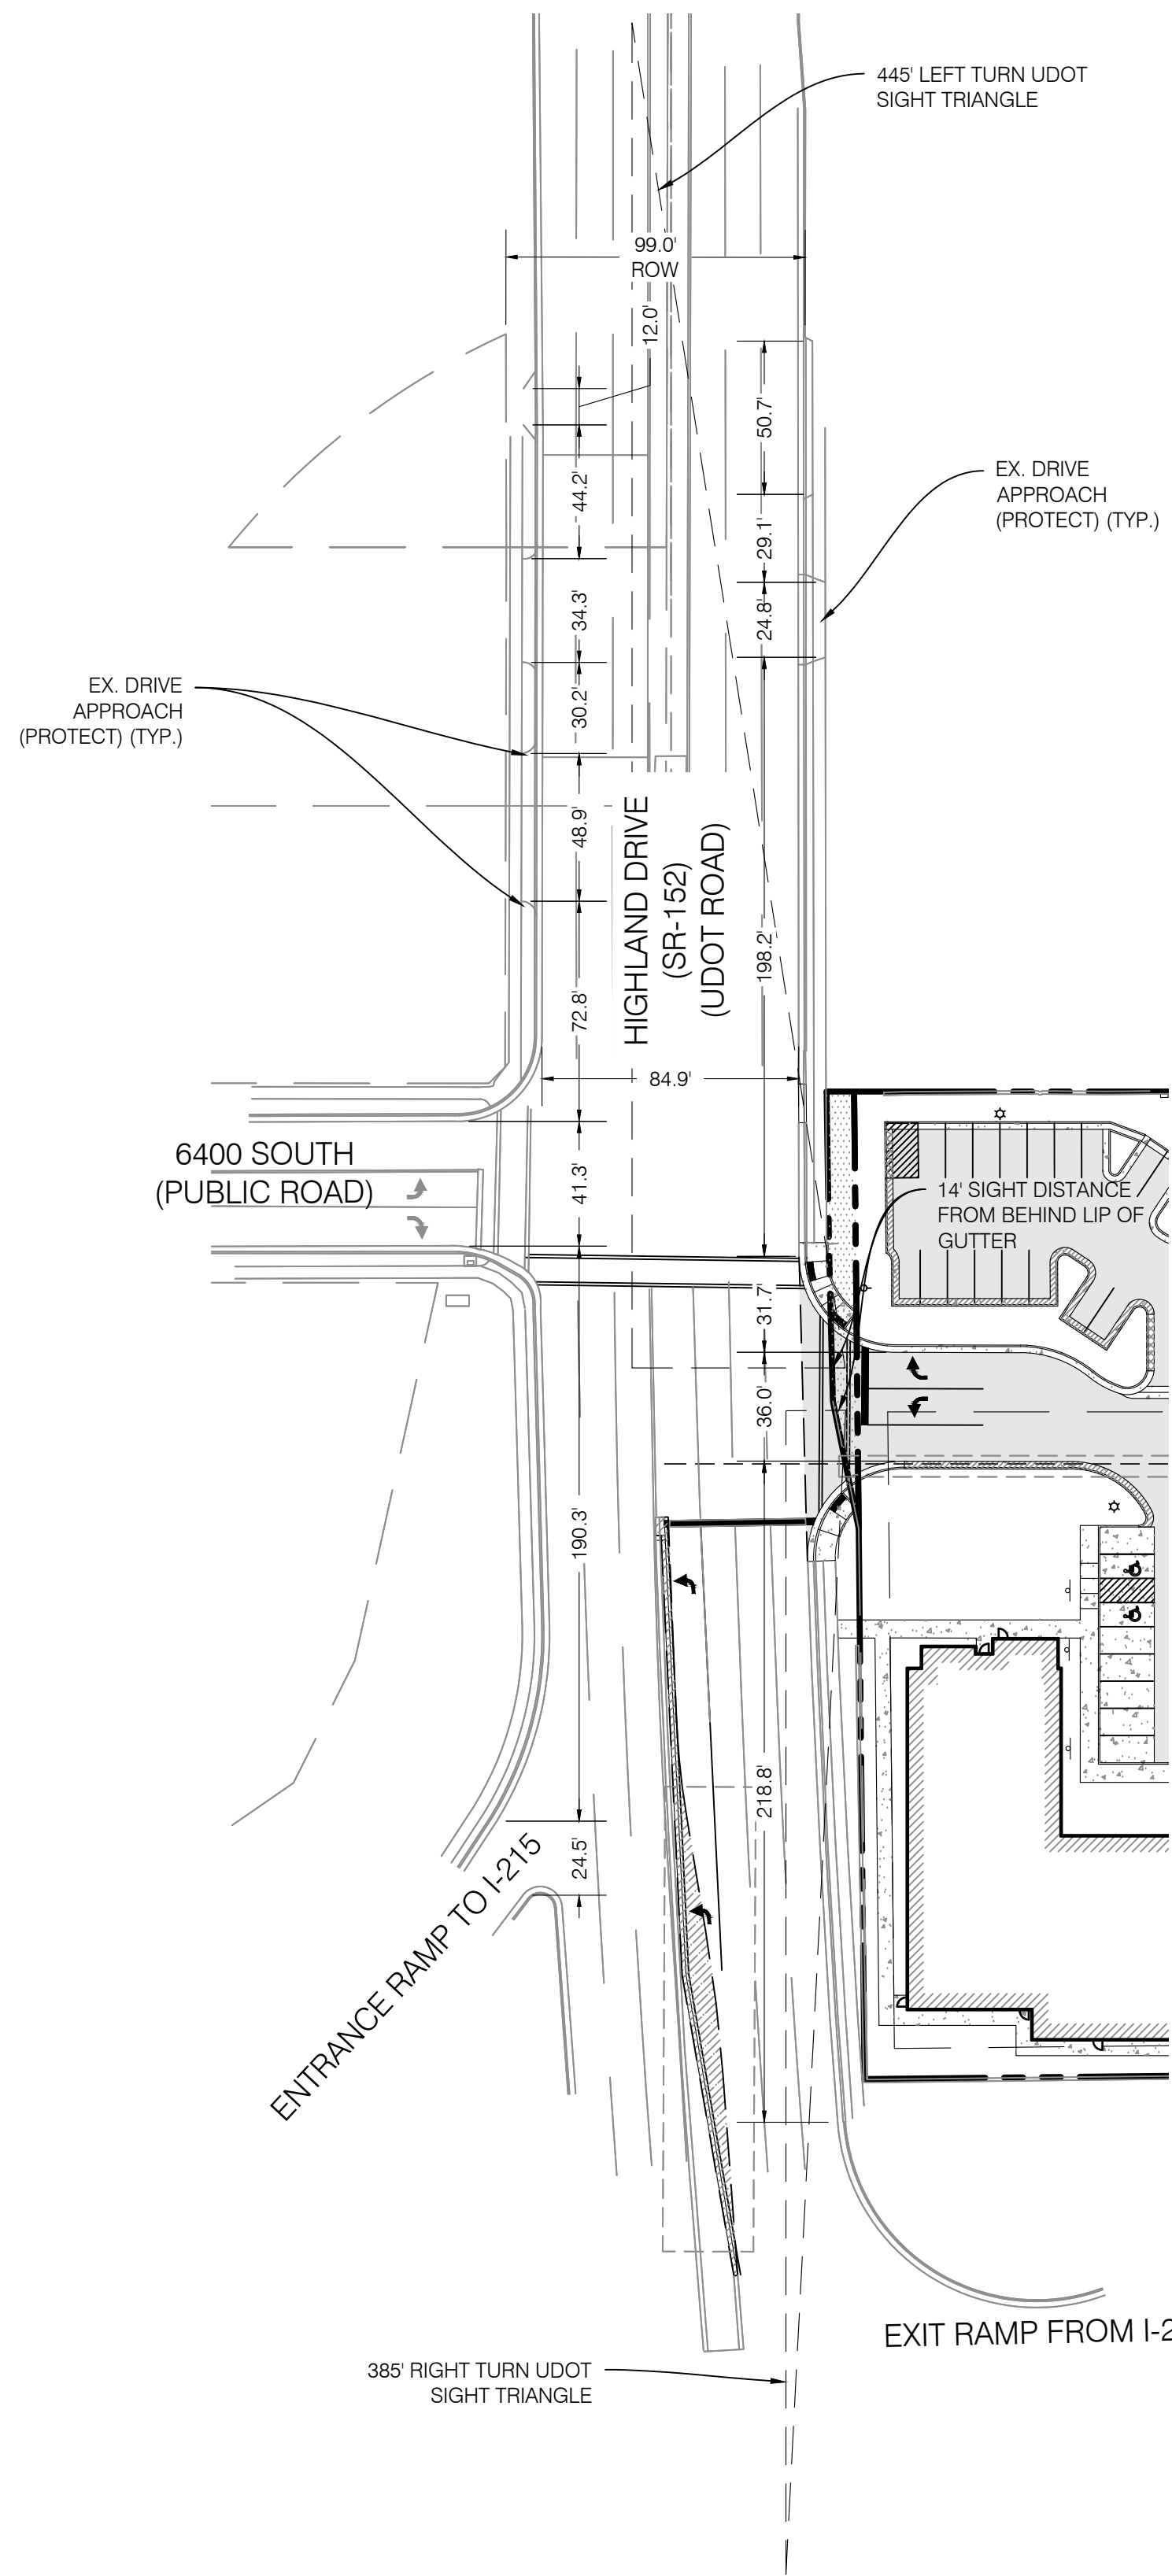 445' LEFT TURN UDOT
SIGHT TRIANGLE
99.0'
ROW
12.0'
50.7'
44.2'
29.1'
EX. DRIVE
APPROACH
(PROTECT) (TYP.)
34.3'
24.8'
EX. DRIVE
APPROACH
(PROTECT) (TYP.)
30.2'
48.9'
HIGHLAND DRIVE
(SR-152)
(UDOT ROAD)
198.2'
72.8'
84.9'
6400 SOUTH
(PUBLIC ROAD)
41.3'
14' SIGHT DISTANCE
FROM BEHIND LIP OF
GUTTER
31.7'
36.0'
190.3'
218.8'
24.5'
ENTRANCE RAMP TO I-215
EXIT RAMP FROM I-2
385' RIGHT TURN UDOT
SIGHT TRIANGLE